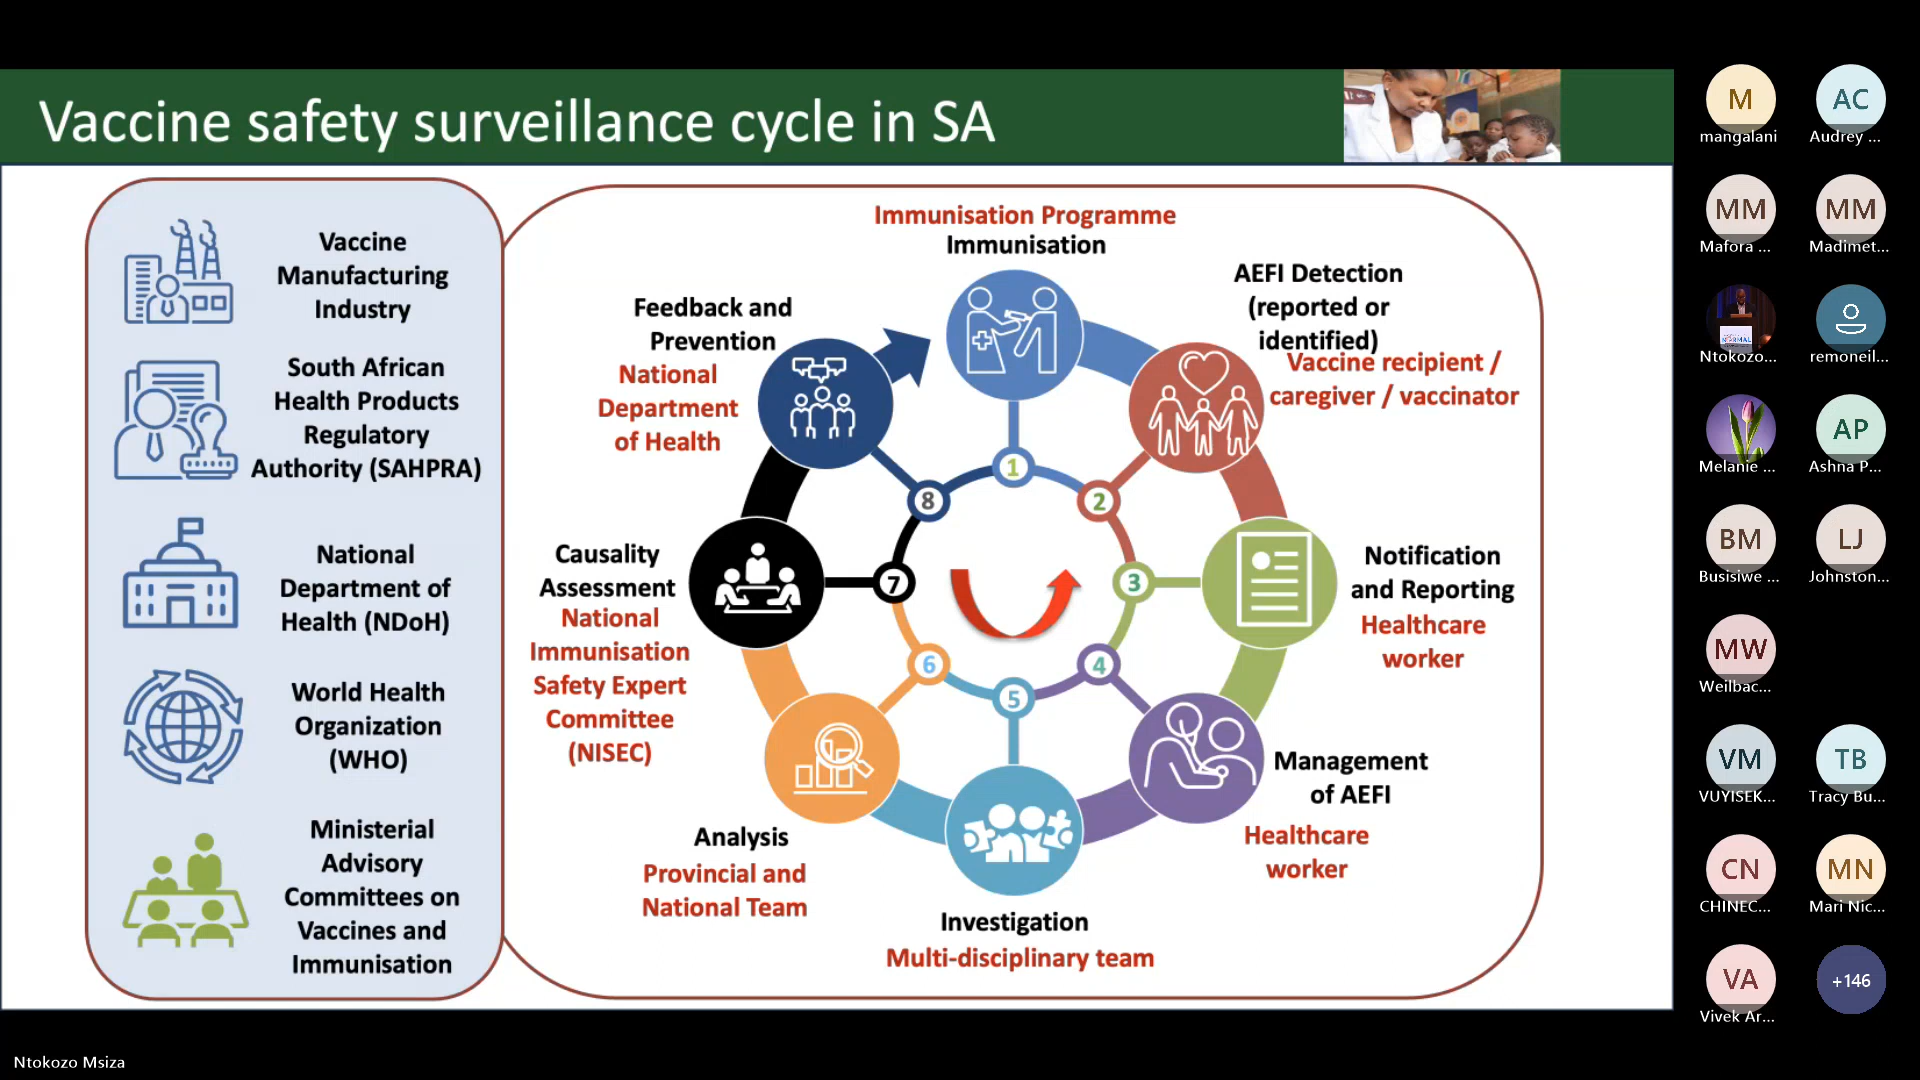 Vaccine safety surveillance cycle in SA
Vaccine
Manufacturing
Industry
South African
Health Products
Regulatory
Authority (SAHPRA)
National
Department of
Health (NDoH)
World Health
Organization
(WHO)
Ministerial
Advisory
Committees on
Vaccines and
Immunisation
Immunisation Programme
Immunisation
AEFI Detection
(reported or
identified)
Vaccine recipient /
caregiver / vaccinator
Notification
and Reporting
Healthcare
worker
Management
of AEFI
Healthcare
worker
Investigation
Multi-disciplinary team
Analysis
Provincial and
National Team
Causality
Assessment
National
Immunisation
Safety Expert
Committee
(NISEC)
Feedback and
Prevention
National
Department
of Health
1
2
3
4
5
6
7
8
M
mangalani
AC
Audrey ...
MM
Mafora ...
MM
Madimet...
Ntokozo...
remoneil...
Melanie ...
AP
Ashna P...
BM
Busisiwe ...
LJ
Johnston...
MW
Weilbac...
VM
VUYISEK...
TB
Tracy Bu...
CN
CHINEC...
MN
Mari Nic...
VA
Vivek Ar...
+146
Ntokozo Msiza